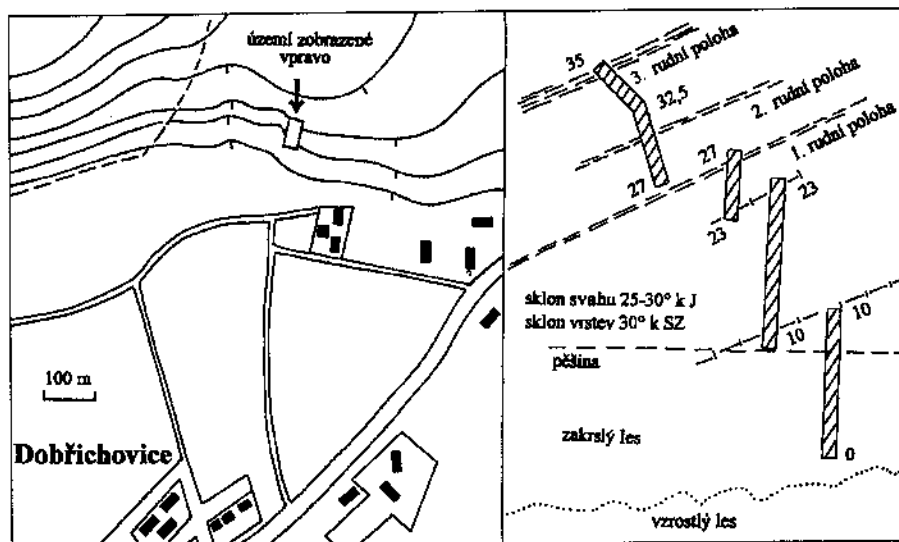 území zobrazené
vpravo
100 m
Dobřichovice
35
3. rudní poloha
32,5
2. rudní poloha
27
27
1. rudní poloha
23
23
sklon svahu 25-30° k J
sklon vrstev 30° k SZ
10
10
pěšina
zakrslý les
0
vzrostlý les